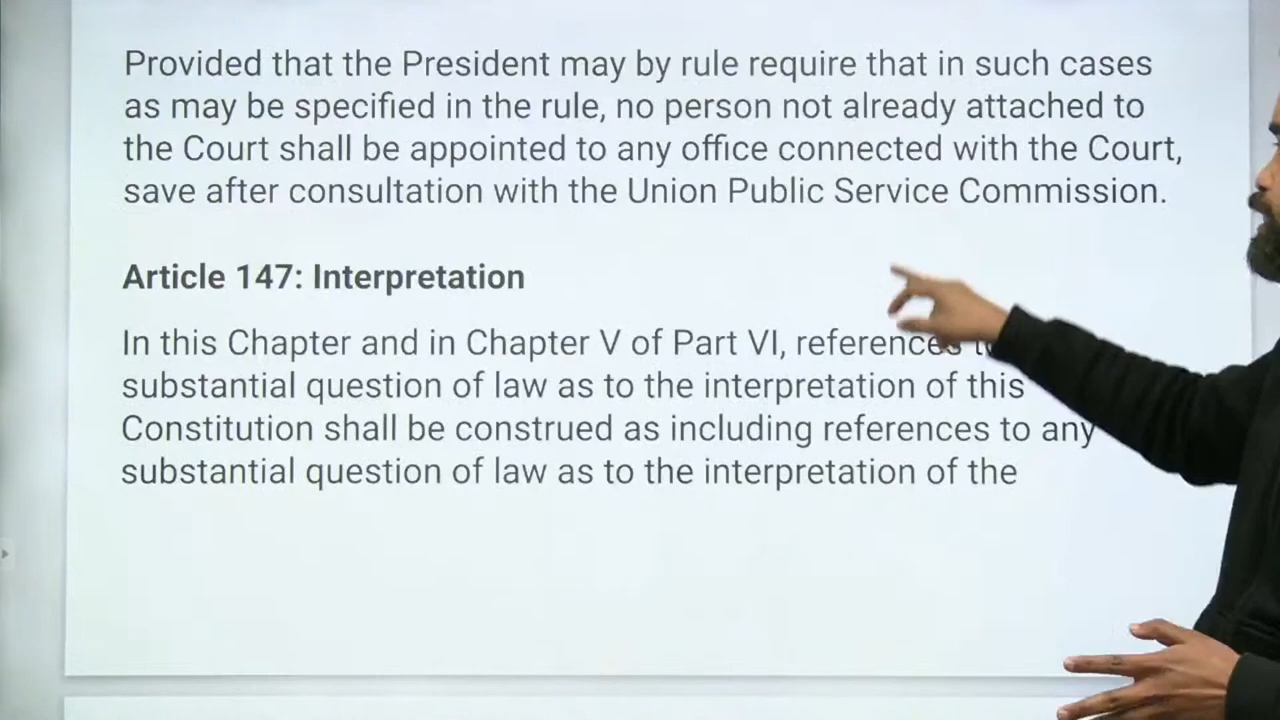 Provided that the President may by rule require that in such cases
as may be specified in the rule, no person not already attached to
the Court shall be appointed to any office connected with the Court,
save after consultation with the Union Public Service Commission.
Article 147: Interpretation
In this Chapter and in Chapter V of Part VI, references
substantial question of law as to the interpretation of this
Constitution shall be construed as including references to any
substantial question of law as to the interpretation of the